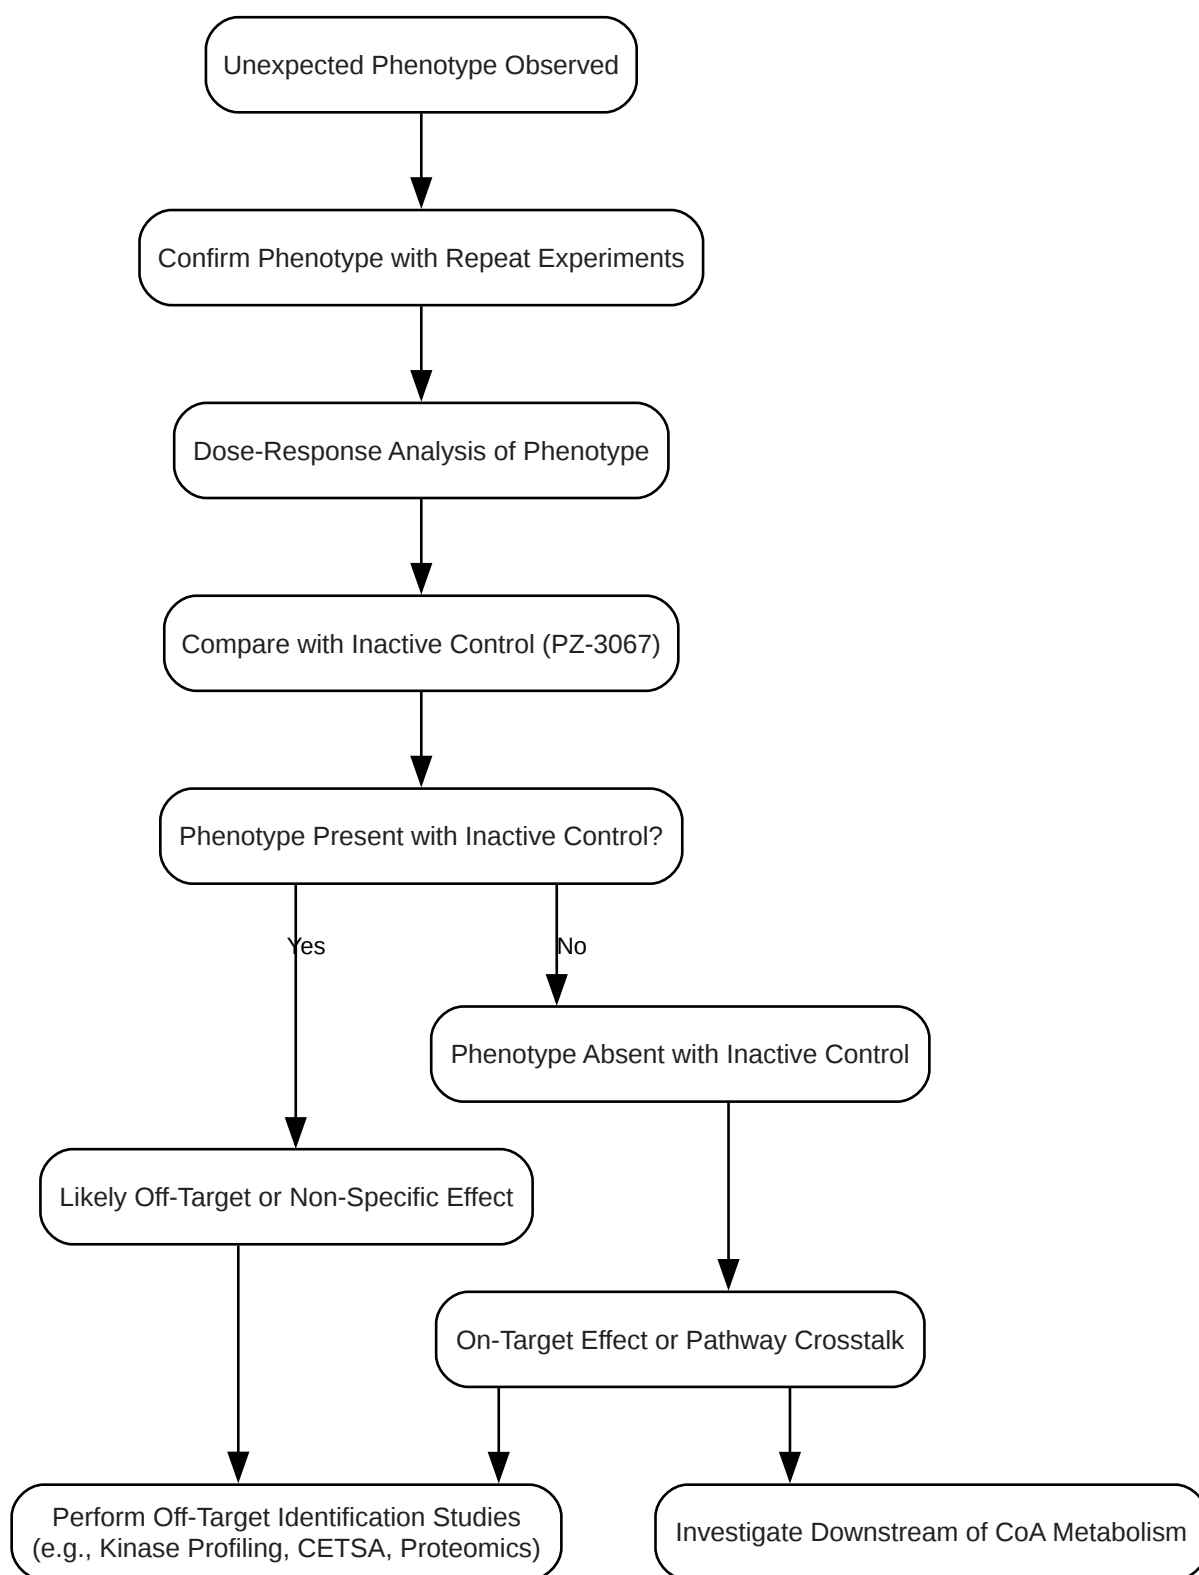 Unexpected Phenotype Observed
Confirm Phenotype with Repeat Experiments
Dose-Response Analysis of Phenotype
Compare with Inactive Control (PZ-3067)
Phenotype Present with Inactive Control?
Yes
No
Phenotype Absent with Inactive Control
Likely Off-Target or Non-Specific Effect
On-Target Effect or Pathway Crosstalk
Perform Off-Target Identification Studies
(e.g., Kinase Profiling, CETSA, Proteomics)
Investigate Downstream of CoA Metabolism